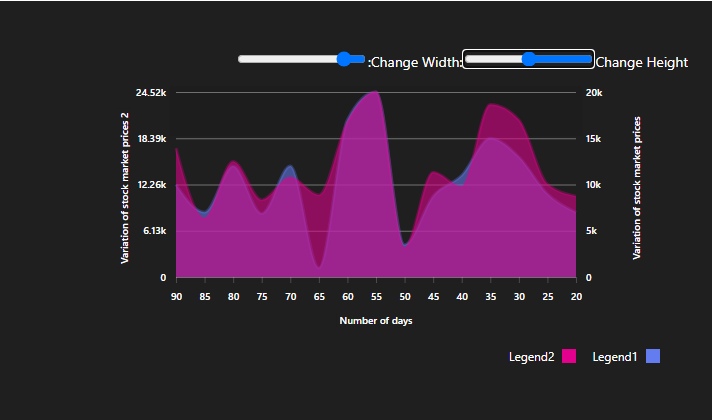 :Change Width:
Change Height
24.52k
18.39k
12.26k
6.13k
0
Variation of stock market prices 2
20k
15k
10k
5k
0
Variation of stock market prices
90 85 80 75 70 65 60 55 50 45 40 35 30 25 20
Number of days
Legend2 Legend1